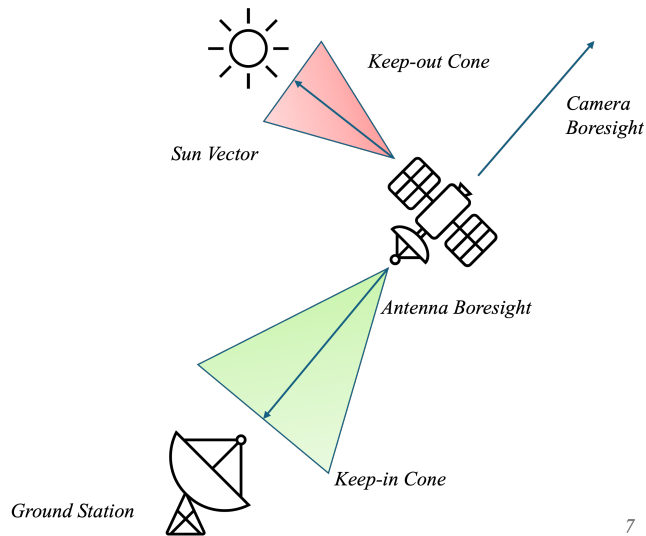 Keep-out Cone
Camera
Boresight
Sun Vector
Antenna Boresight
Keep-in Cone
Ground Station
7